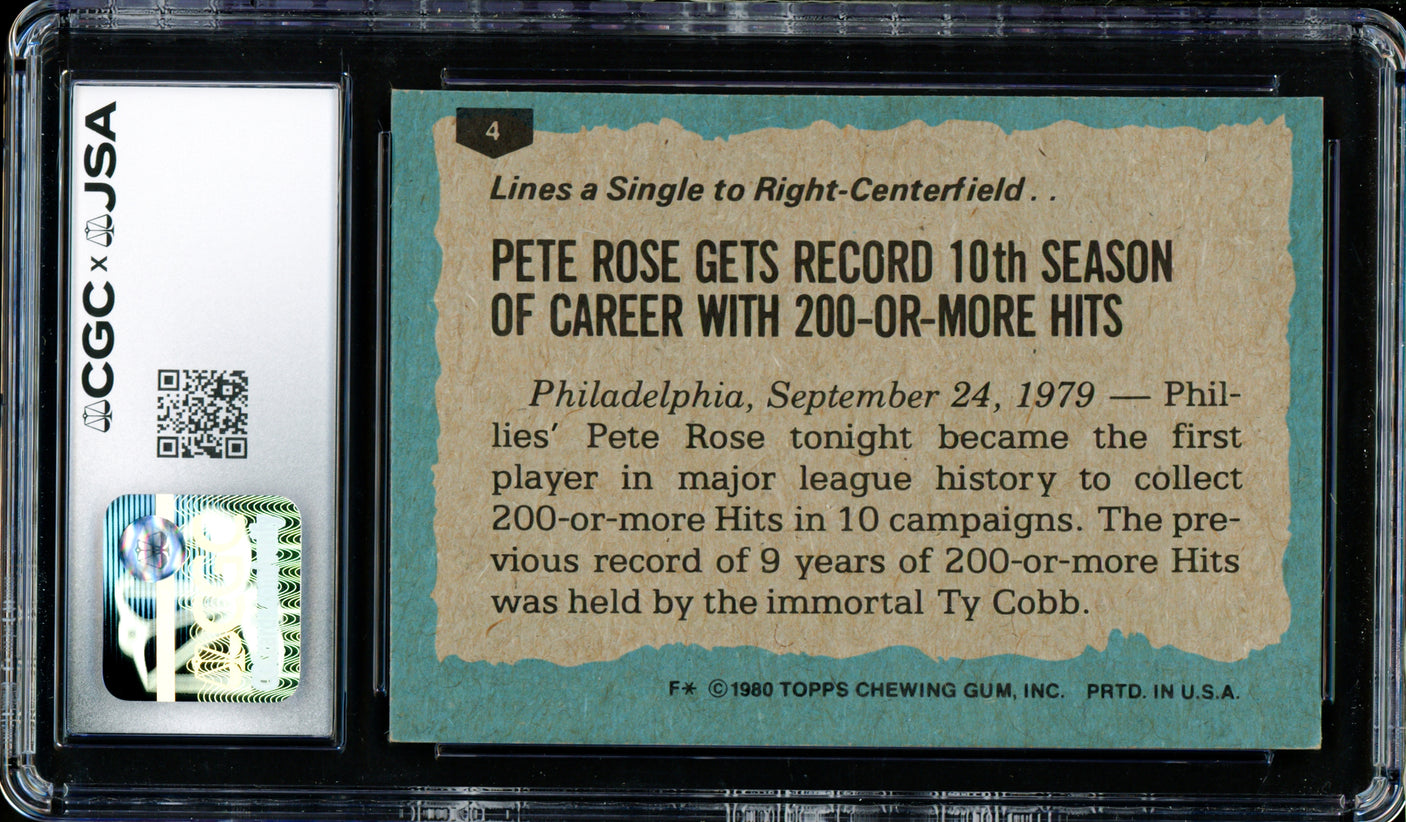 CGC x JSA
4
Lines a Single to Right-Centerfield . .
PETE ROSE GETS RECORD 10th SEASON
OF CAREER WITH 200-OR-MORE HITS
Philadelphia, September 24, 1979 — Phil-
lies' Pete Rose tonight became the first
player in major league history to collect
200-or-more Hits in 10 campaigns. The pre-
vious record of 9 years of 200-or-more Hits
was held by the immortal Ty Cobb.
F* ©1980 TOPPS CHEWING GUM, INC. PRTD. IN U.S.A.